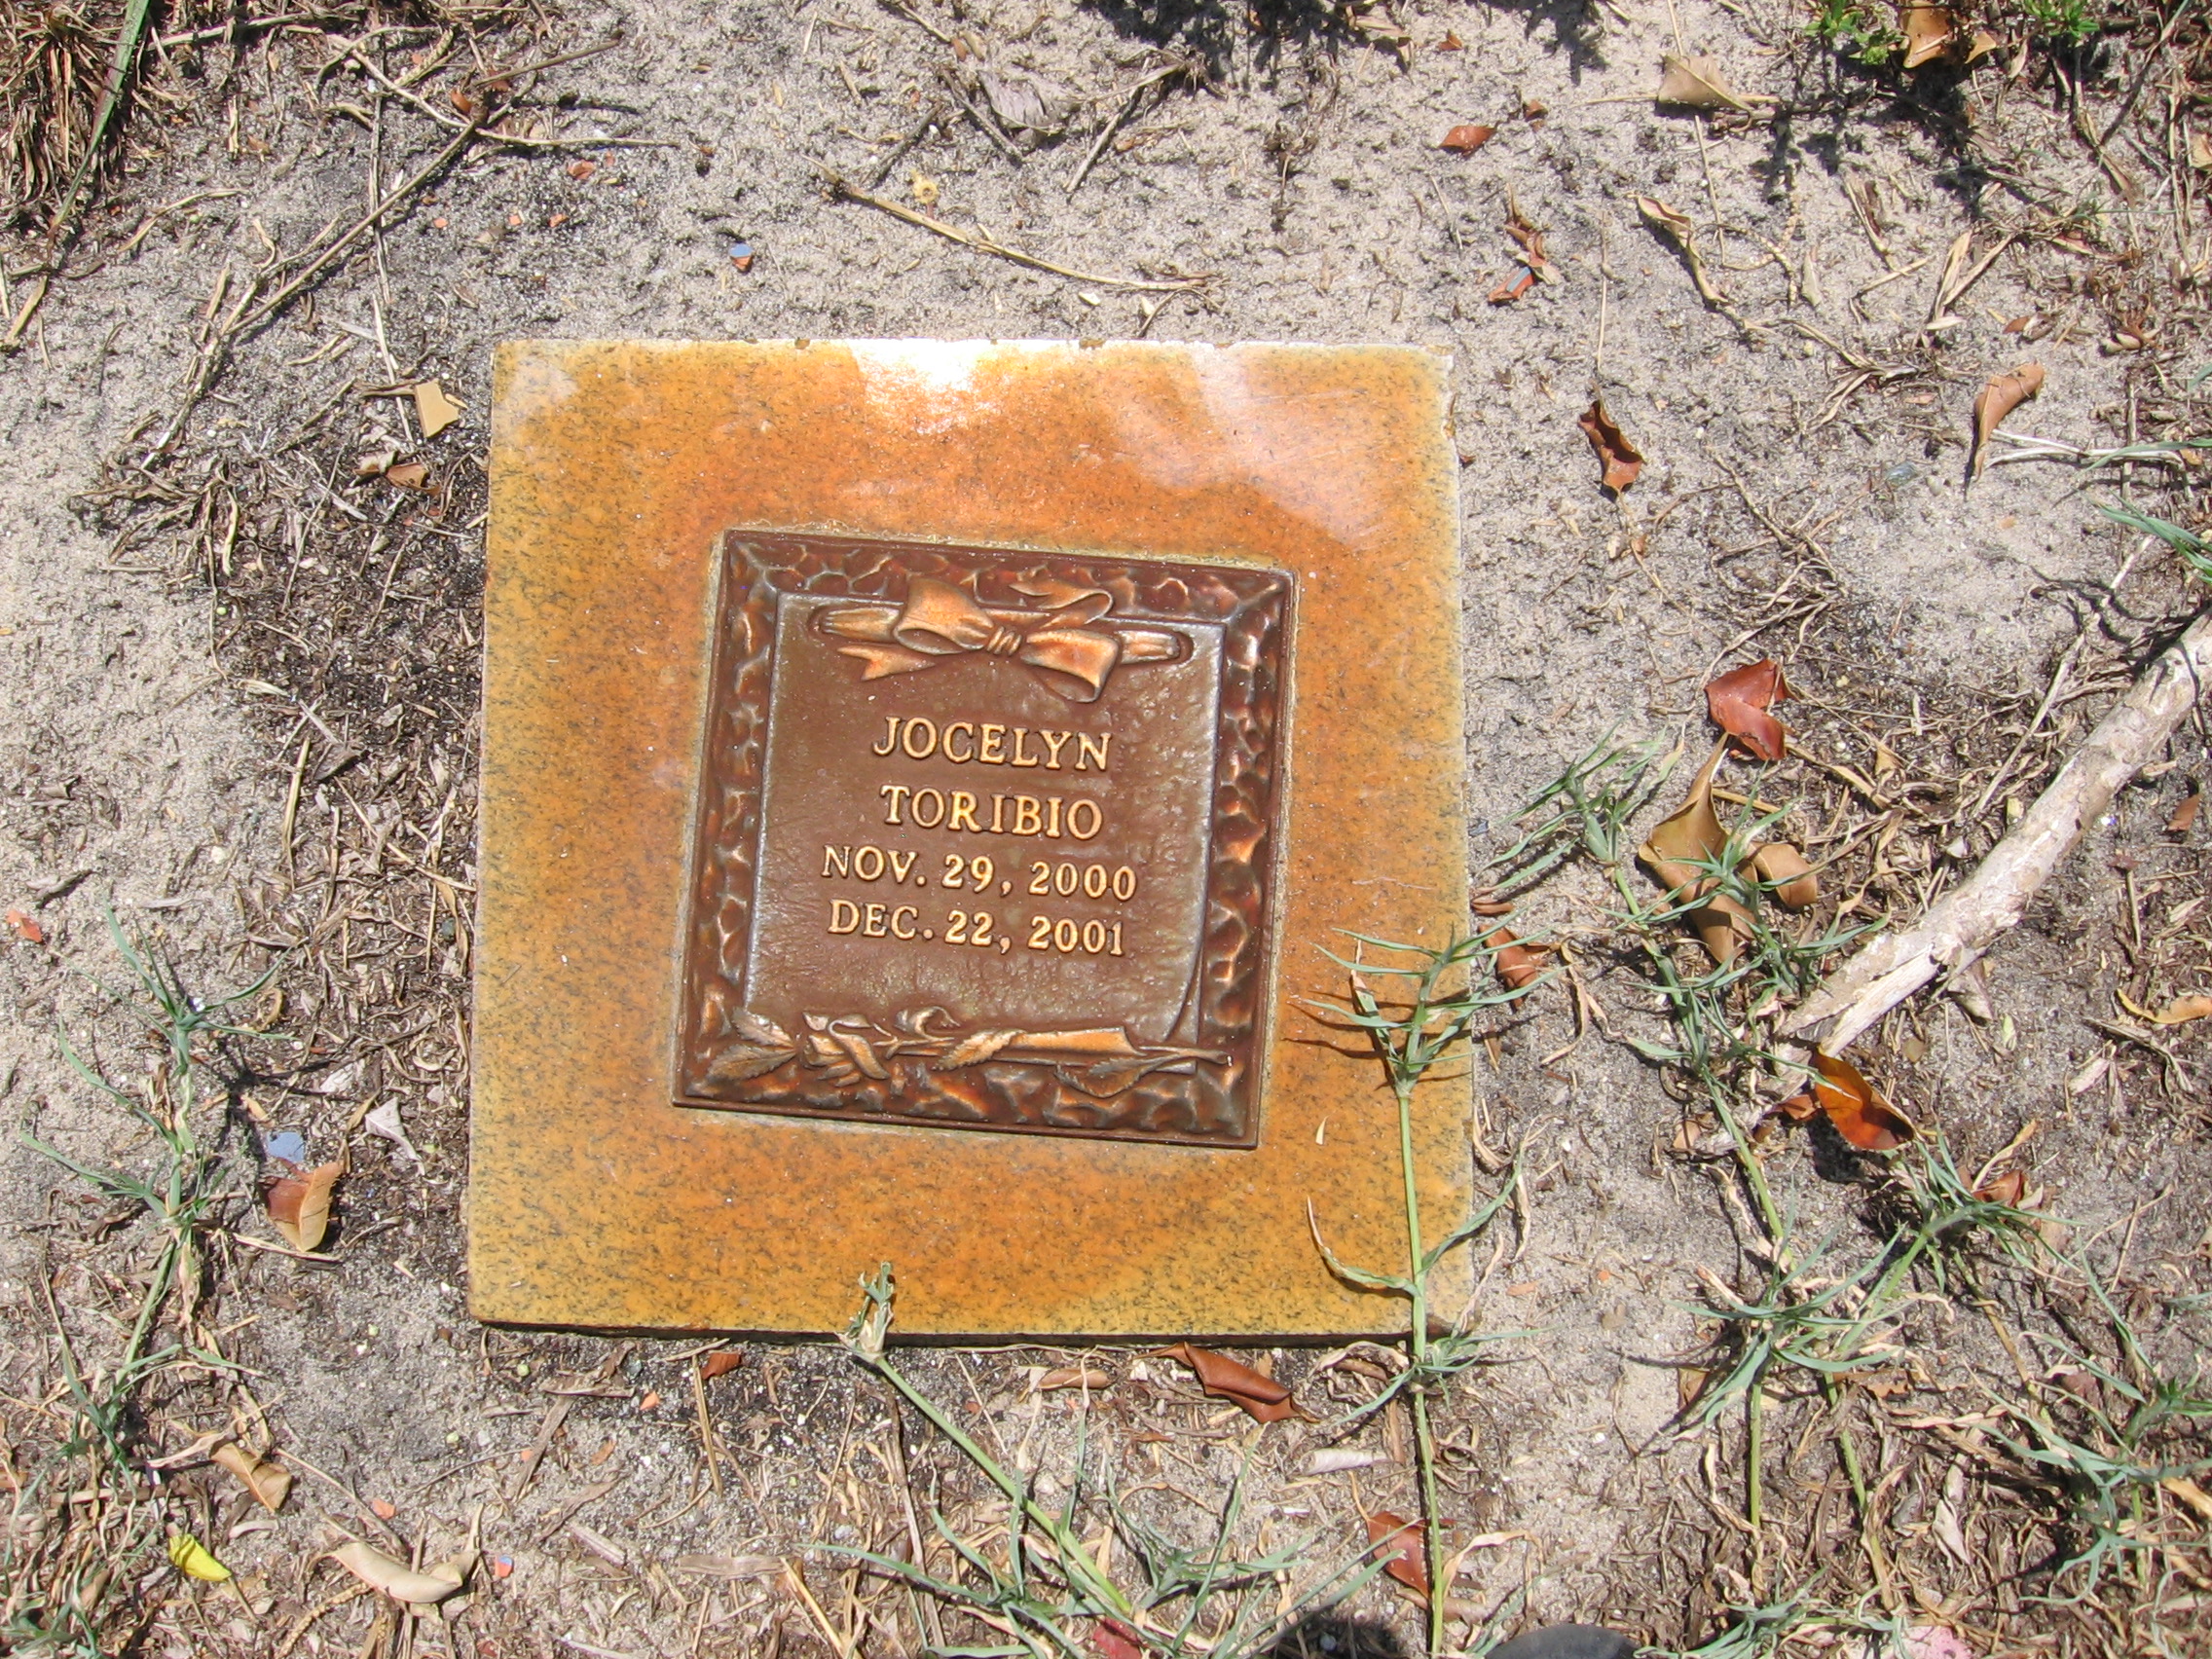 JOCELYN
TORIBIO
NOV. 29, 2000
DEC. 22, 2001